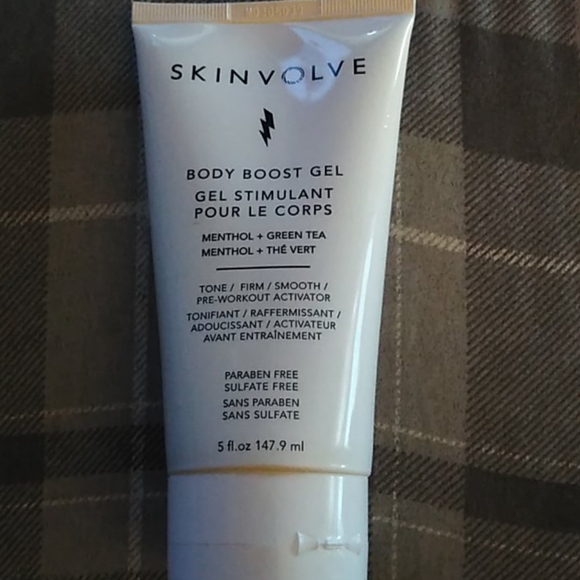 SKINVOLVE
BODY BOOST GEL
GEL STIMULANT
POUR LE CORPS
MENTHOL + GREEN TEA
MENTHOL + THÉ VERT
TONE / FIRM / SMOOTH /
PRE-WORKOUT ACTIVATOR
TONIFIANT / RAFFERMISSANT /
ADOUCISSANT / ACTIVATEUR
AVANT ENTRAÎNEMENT
PARABEN FREE
SULFATE FREE
SANS PARABEN
SANS SULFATE
5 fl.oz 147.9 ml